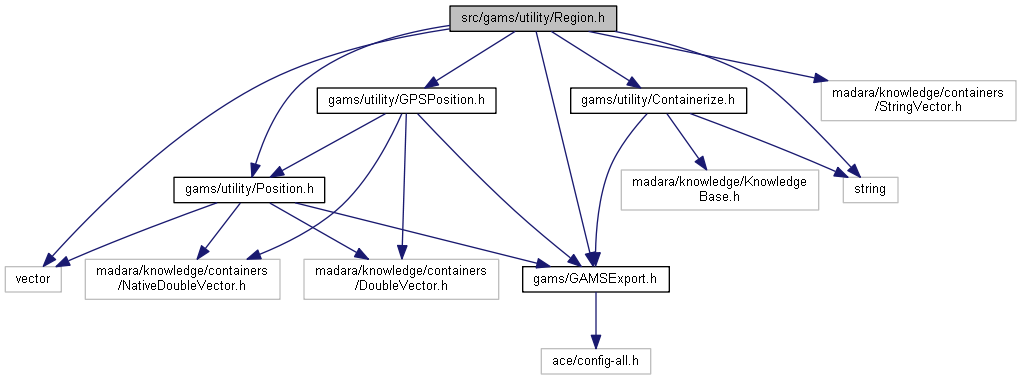 src/gams/utility/Region.h
gams/utility/GPSPosition.h
gams/utility/Containerize.h
madara/knowledge/containers
/StringVector.h
gams/utility/Position.h
madara/knowledge/Knowledge
Base.h
string
vector
madara/knowledge/containers
/NativeDoubleVector.h
madara/knowledge/containers
/DoubleVector.h
gams/GAMSExport.h
ace/config-all.h